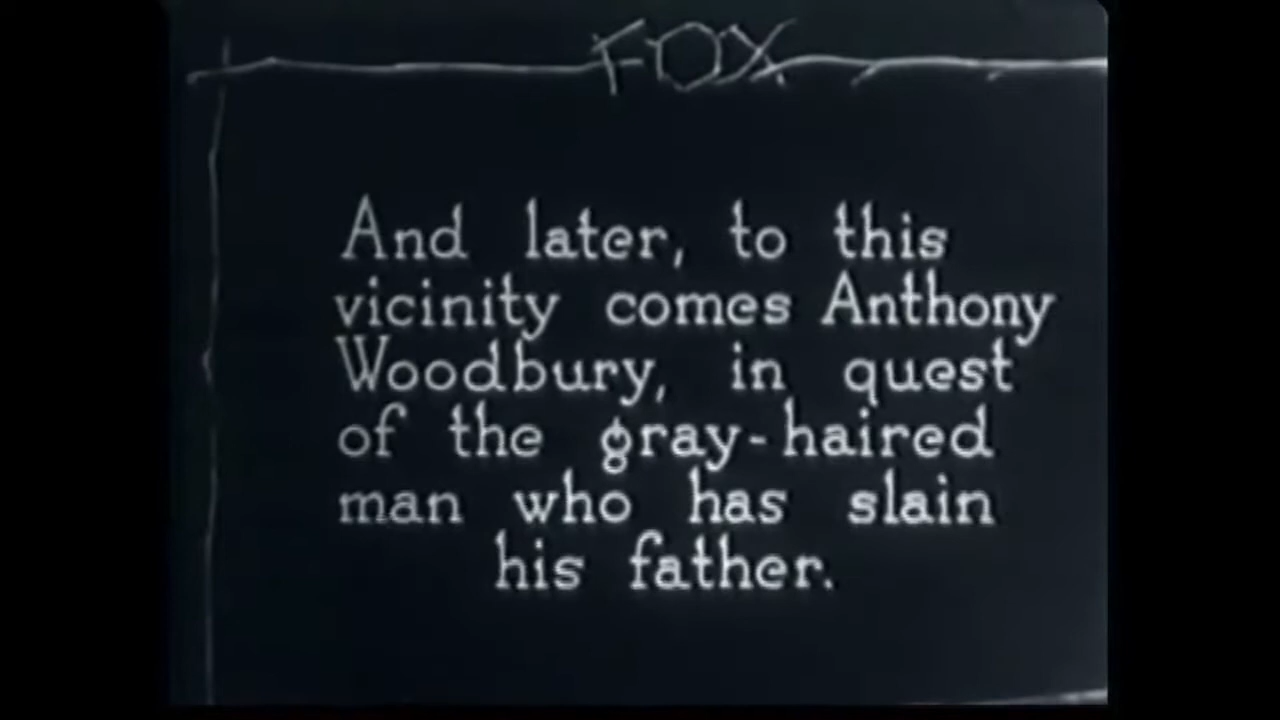 FOX
And later, to this
vicinity comes Anthony
Woodbury, in quest
of the gray-haired
man who has slain
his father.